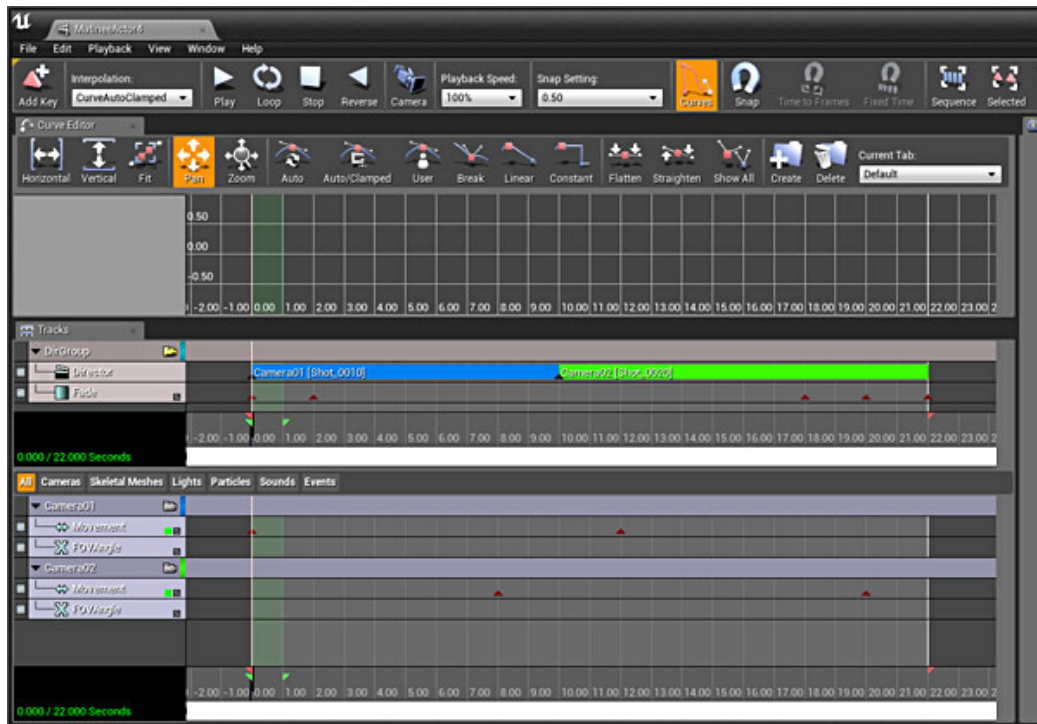 MatineeActor6
File Edit Playback View Window Help
Add Key Interpolation: CurveAutoClamped Play Loop Stop Reverse Camera Playback Speed: 100% Snap Setting: 0.50 Curves Snap Time to Frames Fixed Time Sequence Selected
Curve Editor
Horizontal Vertical Fit Pan Zoom Auto Auto/Clamped User Break Linear Constant Flatten Straighten Show All Create Delete Current Tab: Default
0.50
0.00
-0.50
-2.00 -1.00 0.00 1.00 2.00 3.00 4.00 5.00 6.00 7.00 8.00 9.00 10.00 11.00 12.00 13.00 14.00 15.00 16.00 17.00 18.00 19.00 20.00 21.00 22.00 23.00 2
Tracks
DirGroup
Director Camera01 [Shot_0010] Camera02 [Shot_0020]
Fade
-2.00 -1.00 0.00 1.00 2.00 3.00 4.00 5.00 6.00 7.00 8.00 9.00 10.00 11.00 12.00 13.00 14.00 15.00 16.00 17.00 18.00 19.00 20.00 21.00 22.00 23.00 2
0.000 / 22.000 Seconds
All Cameras Skeletal Meshes Lights Particles Sounds Events
Camera01
Movement
FOVAngle
Camera02
Movement
FOVAngle
-2.00 -1.00 0.00 1.00 2.00 3.00 4.00 5.00 6.00 7.00 8.00 9.00 10.00 11.00 12.00 13.00 14.00 15.00 16.00 17.00 18.00 19.00 20.00 21.00 22.00 23.00 2
0.000 / 22.000 Seconds